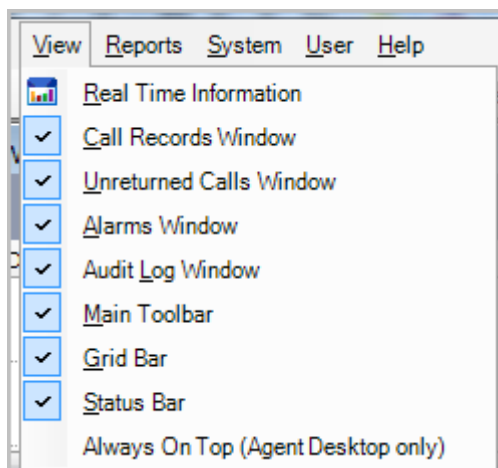 View Reports System User Help
Real Time Information
Call Records Window
Unreturned Calls Window
Alarms Window
Audit Log Window
Main Toolbar
Grid Bar
Status Bar
Always On Top (Agent Desktop only)